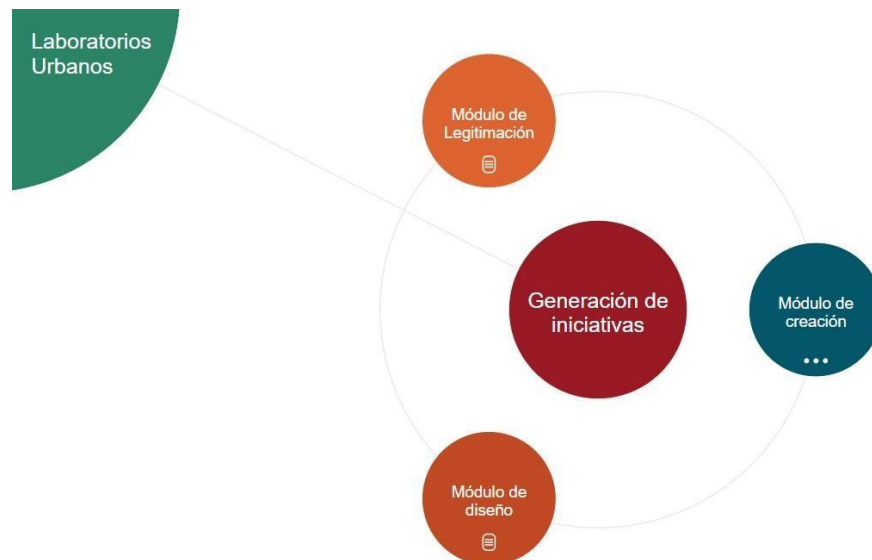 Laboratorios
Urbanos
Módulo de
Legitimación
Generación de
iniciativas
Módulo de
creación
Módulo de
diseño